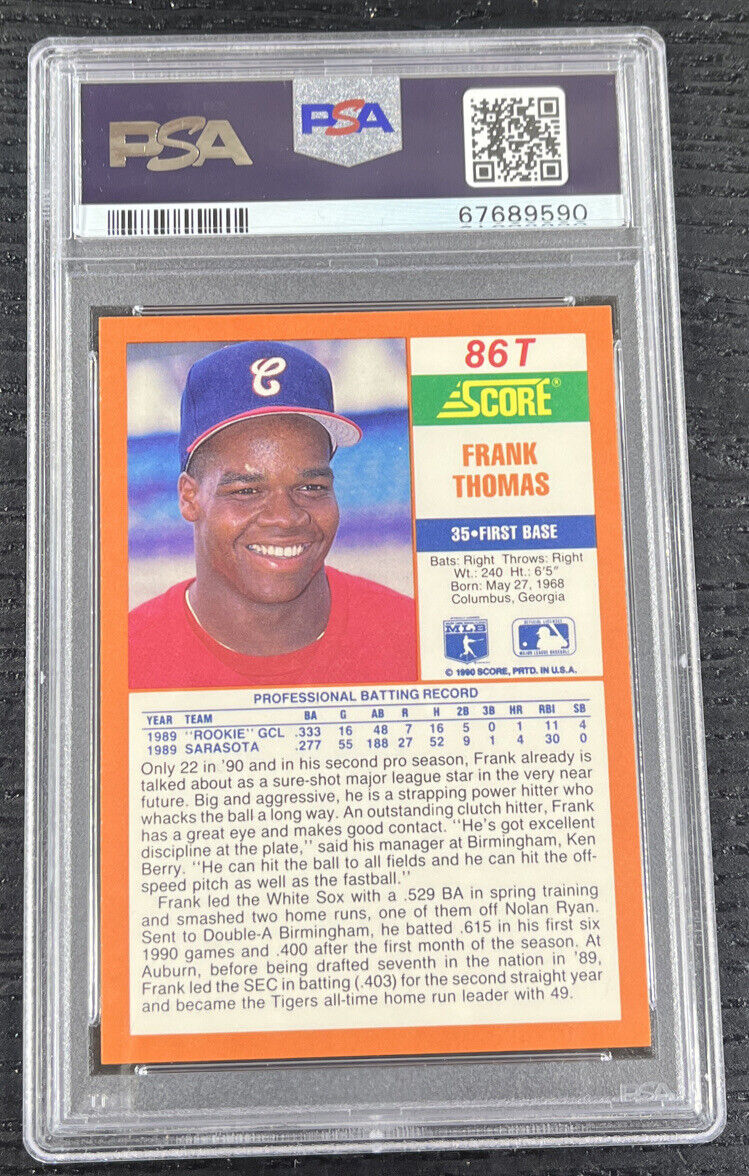 PSA
PSA
67689590
C
86T
SCORE®
FRANK
THOMAS
35•FIRST BASE
Bats: Right Throws: Right
Wt.: 240 Ht.: 6'5"
Born: May 27, 1968
Columbus, Georgia
MLB
MAJOR LEAGUE BASEBALL
© 1990 SCORE, PRTD. IN U.S.A.
PROFESSIONAL BATTING RECORD
YEAR TEAM BA G AB R H 2B 3B HR RBI SB
1989 "ROOKIE" GCL .333 16 48 7 16 5 0 1 11 4
1989 SARASOTA .277 55 188 27 52 9 1 4 30 0
Only 22 in '90 and in his second pro season, Frank already is
talked about as a sure-shot major league star in the very near
future. Big and aggressive, he is a strapping power hitter who
whacks the ball a long way. An outstanding clutch hitter, Frank
has a great eye and makes good contact. "He's got excellent
discipline at the plate," said his manager at Birmingham, Ken
Berry. "He can hit the ball to all fields and he can hit the off-
speed pitch as well as the fastball."
Frank led the White Sox with a .529 BA in spring training
and smashed two home runs, one of them off Nolan Ryan.
Sent to Double-A Birmingham, he batted .615 in his first six
1990 games and .400 after the first month of the season. At
Auburn, before being drafted seventh in the nation in '89,
Frank led the SEC in batting (.403) for the second straight year
and became the Tigers all-time home run leader with 49.
PSA